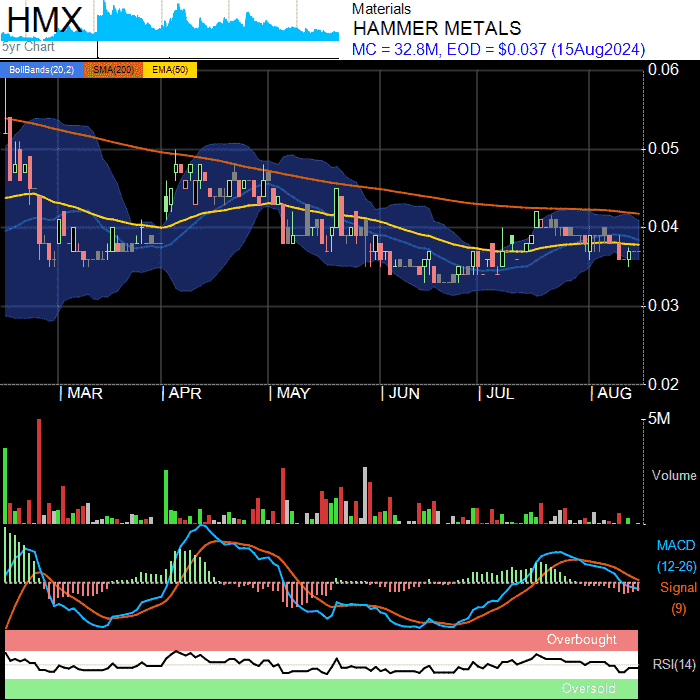 HMX
5yr Chart
Materials
HAMMER METALS
MC = 32.8M, EOD = $0.037 (15Aug2024)
BollBands(20,2) SMA(200) EMA(50)
0.06
0.05
0.04
0.03
0.02
| MAR | APR | MAY | JUN | JUL | AUG
5M
Volume
MACD
(12-26)
Signal
(9)
Overbought
RSI(14)
Oversold